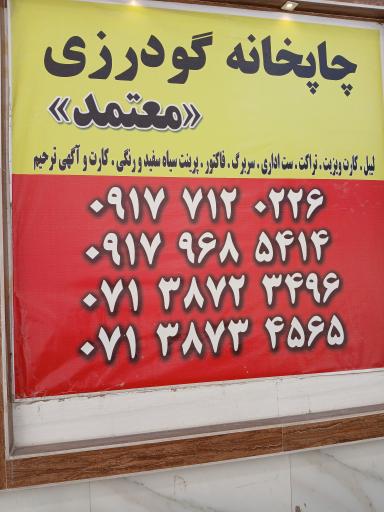 چاپخانه گودرزی
«معتمد»
لیبل . کارت ویزیت . تراکت . ست اداری . سربرگ . فاکتور . پرینت سیاه سفید و رنگی . کارت و آگهی ترحیم
۰۹۱۷ ۷۱۲ ۰۲۲۶
۰۹۱۷ ۹۶۸ ۵۴۱۴
۰۷۱ ۳۸۷۲ ۳۴۹۶
۰۷۱ ۳۸۷۳ ۴۵۶۵